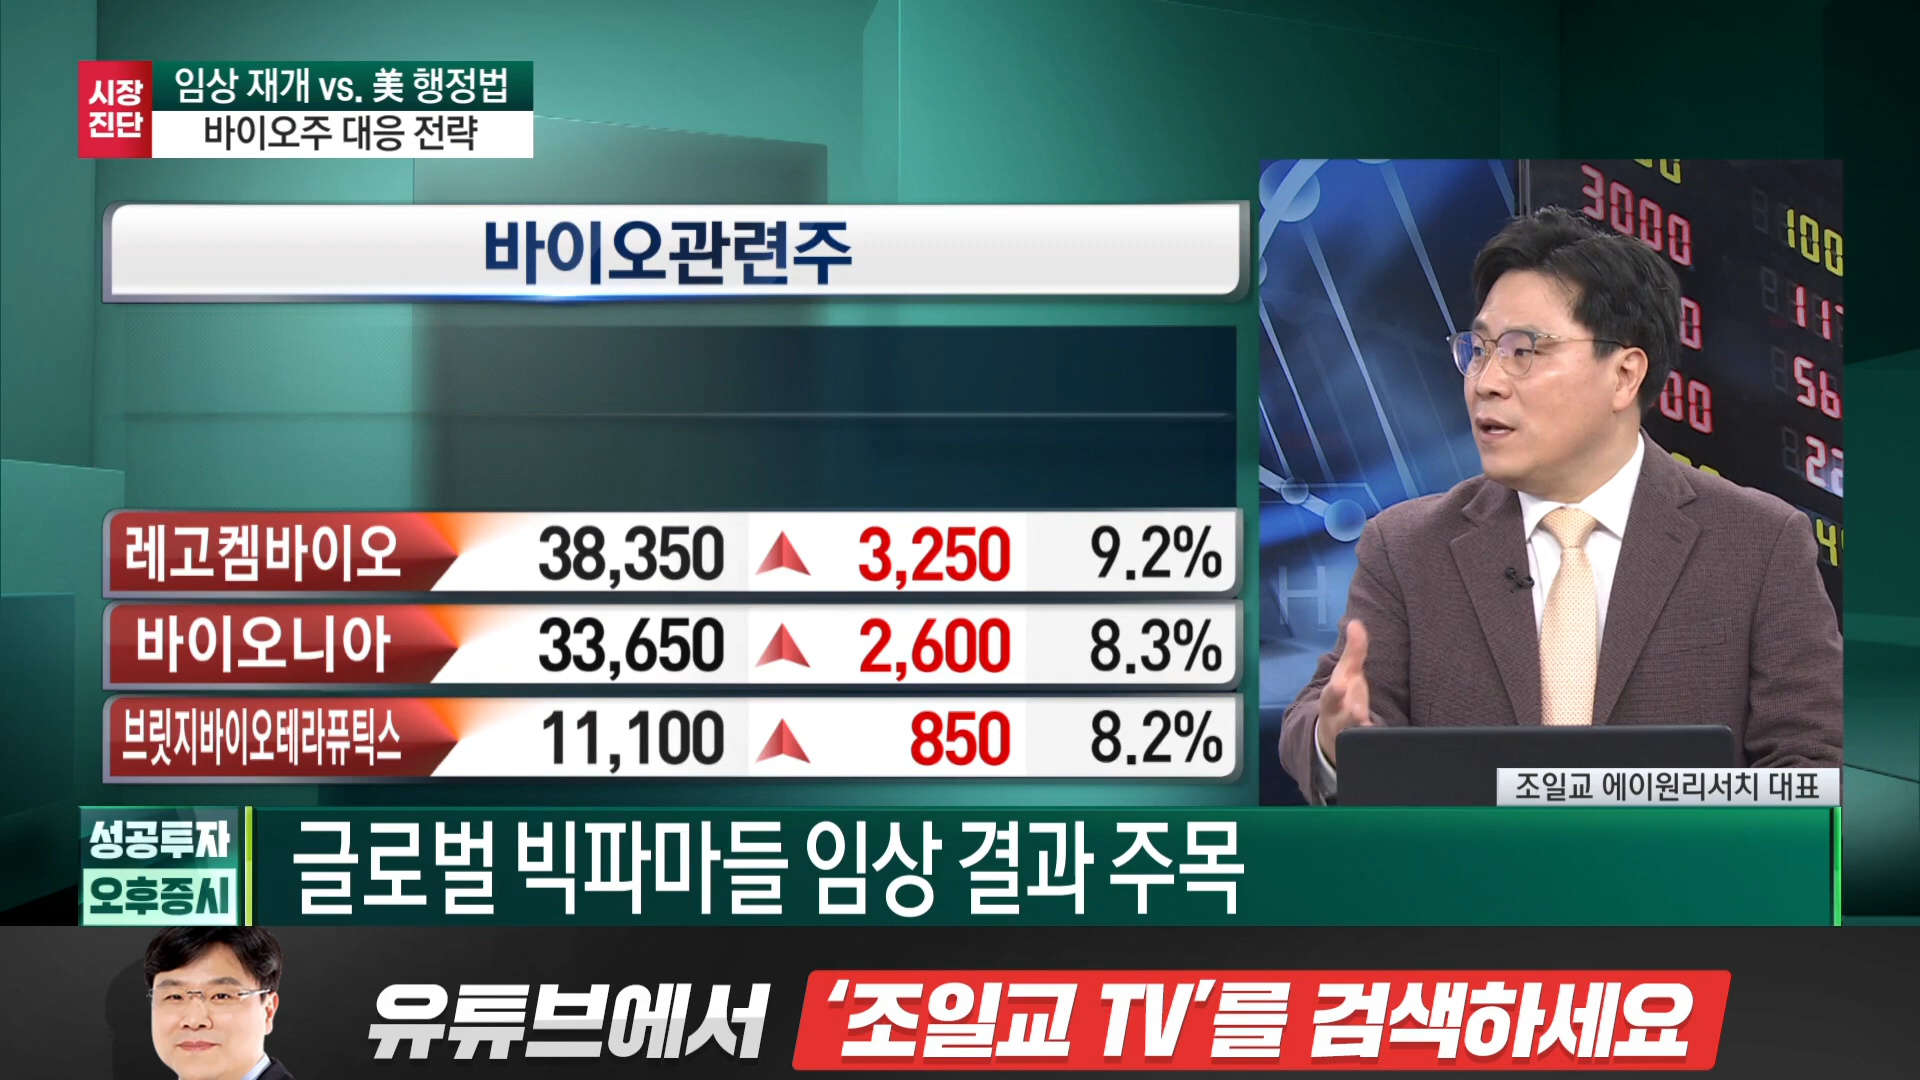 시장
진단
임상 재개 vs. 美 행정법
바이오주 대응 전략
바이오관련주
레고켐바이오 38,350 3,250 9.2%
바이오니아 33,650 2,600 8.3%
브릿지바이오테라퓨틱스 11,100 850 8.2%
3000
100
56
조일교 에이원리서치 대표
성공투자
오후증시
글로벌 빅파마들 임상 결과 주목
유튜브에서 '조일교 TV'를 검색하세요